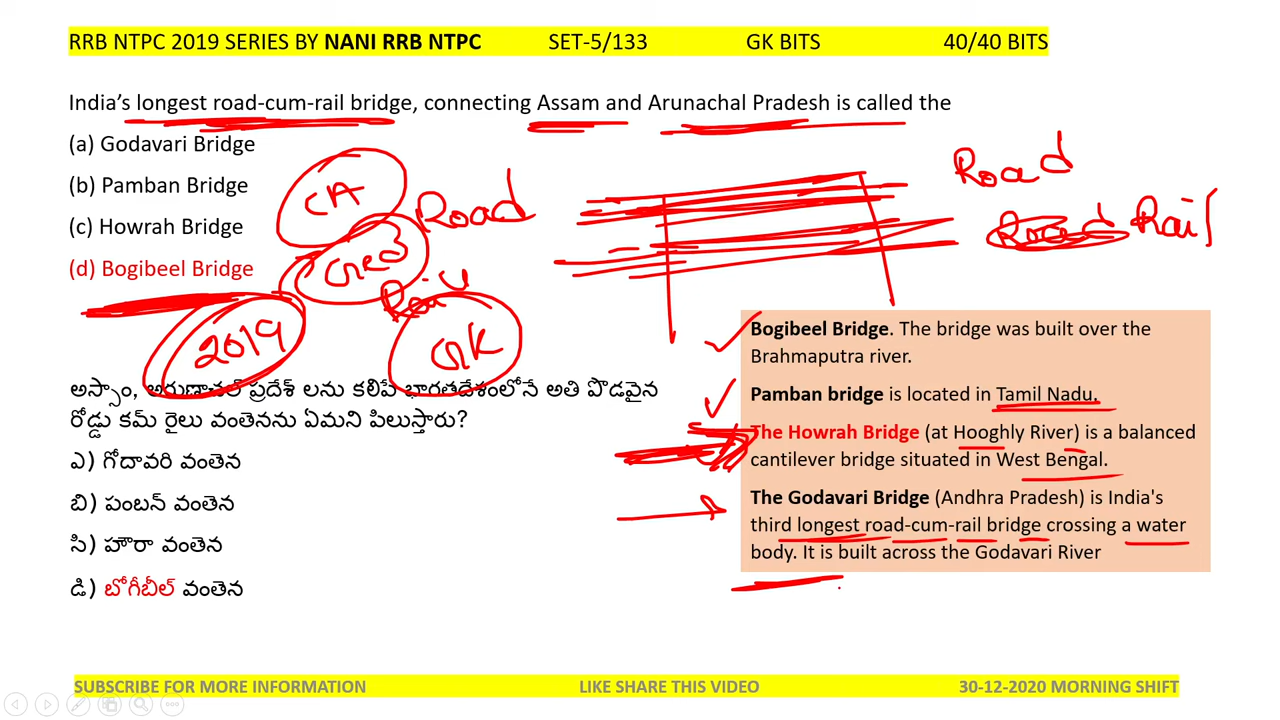 RRB NTPC 2019 SERIES BY NANI RRB NTPC SET-5/133 GK BITS 40/40 BITS
India's longest road-cum-rail bridge, connecting Assam and Arunachal Pradesh is called the
(a) Godavari Bridge
(b) Pamban Bridge
(c) Howrah Bridge
(d) Bogibeel Bridge
CA
Road
Road
Road Rail
Rail
2019
GK
Bogibeel Bridge. The bridge was built over the
Brahmaputra river.
Pamban bridge is located in Tamil Nadu.
The Howrah Bridge (at Hooghly River) is a balanced
cantilever bridge situated in West Bengal.
The Godavari Bridge (Andhra Pradesh) is India's
third longest road-cum-rail bridge crossing a water
body. It is built across the Godavari River
అస్సాం, అరుణాచల్ ప్రదేశ్ లను కలిపే భారతదేశంలోనే అతి పొడవైన
రోడ్డు కమ్ రైలు వంతెనను ఏమని పిలుస్తారు?
ఎ) గోదావరి వంతెన
బి) పంబన్ వంతెన
సి) హౌరా వంతెన
డి) బోగీబీల్ వంతెన
SUBSCRIBE FOR MORE INFORMATION LIKE SHARE THIS VIDEO 30-12-2020 MORNING SHIFT